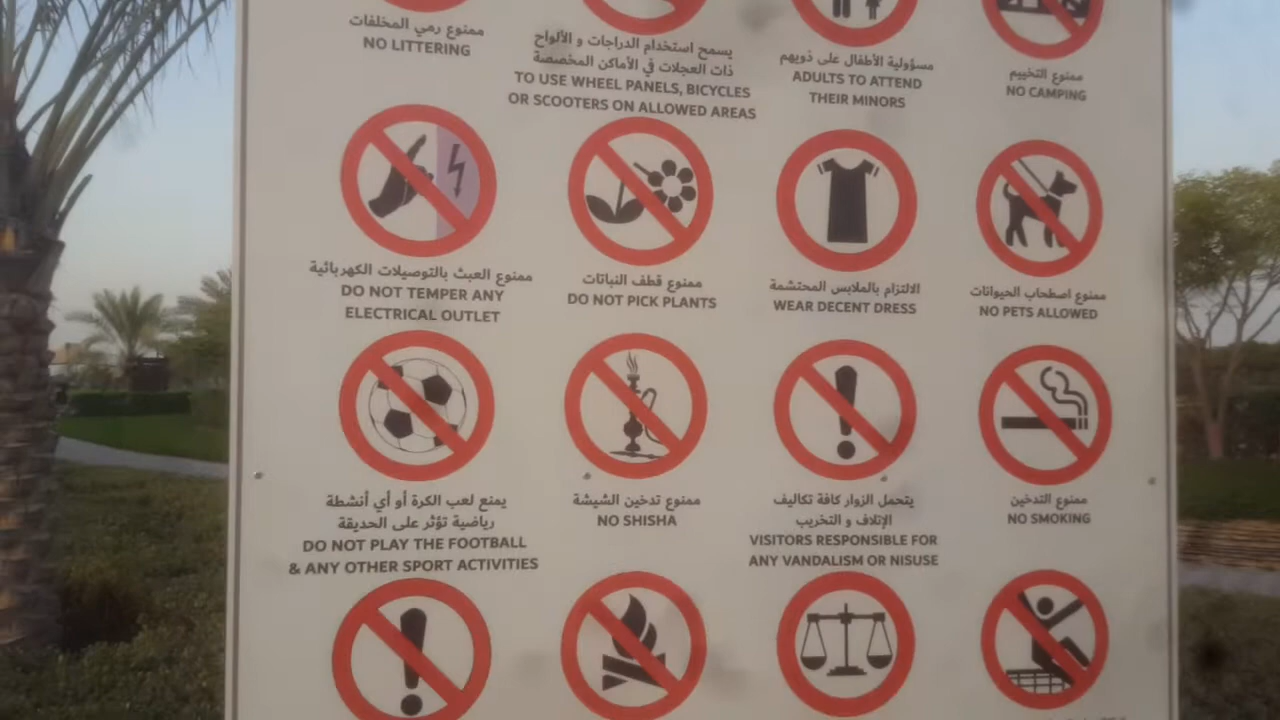 ممنوع رمي المخلفات
NO LITTERING
يسمح استخدام الدراجات و الألواح
ذات العجلات في الأماكن المخصصة
TO USE WHEEL PANELS, BICYCLES
OR SCOOTERS ON ALLOWED AREAS
مسؤولية الأطفال على ذويهم
ADULTS TO ATTEND
THEIR MINORS
ممنوع التخييم
NO CAMPING
ممنوع العبث بالتوصيلات الكهربائية
DO NOT TEMPER ANY
ELECTRICAL OUTLET
ممنوع قطف النباتات
DO NOT PICK PLANTS
الالتزام بالملابس المحتشمة
WEAR DECENT DRESS
ممنوع اصطحاب الحيوانات
NO PETS ALLOWED
يمنع لعب الكرة أو أي أنشطة
رياضية تؤثر على الحديقة
DO NOT PLAY THE FOOTBALL
& ANY OTHER SPORT ACTIVITIES
ممنوع تدخين الشيشة
NO SHISHA
يتحمل الزوار كافة تكاليف
الإتلاف و التخريب
VISITORS RESPONSIBLE FOR
ANY VANDALISM OR NISUSE
ممنوع التدخين
NO SMOKING